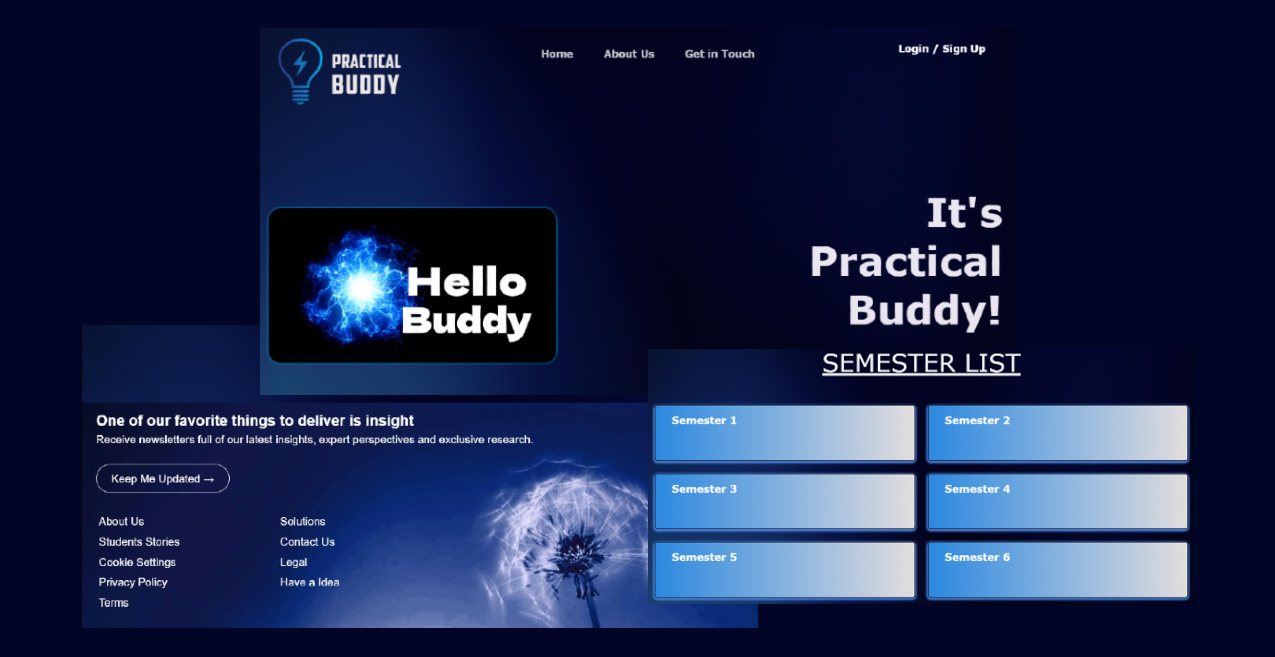 PRACTICAL
BUDDY
Home About Us Get in Touch
Login / Sign Up
Hello
Buddy
It's
Practical
Buddy!
One of our favorite things to deliver is insight
Receive newsletters full of our latest insights, expert perspectives and exclusive research.
Keep Me Updated →
About Us Solutions
Students Stories Contact Us
Cookie Settings Legal
Privacy Policy Have a Idea
Terms
SEMESTER LIST
Semester 1 Semester 2
Semester 3 Semester 4
Semester 5 Semester 6